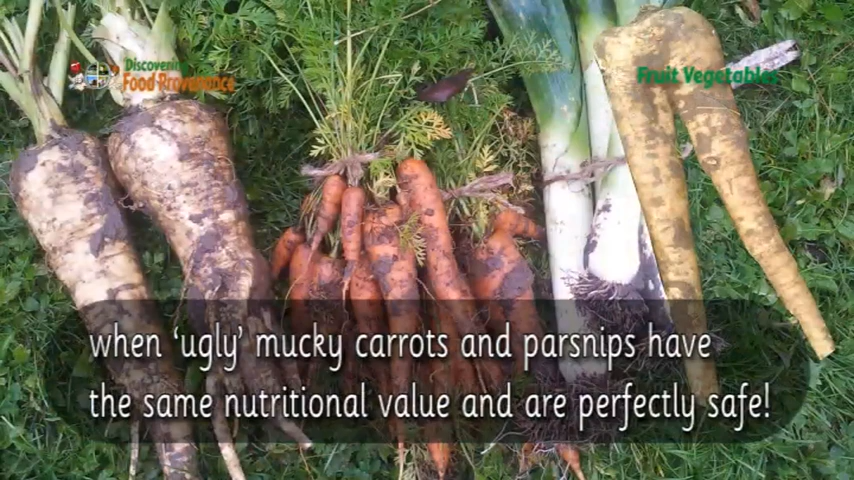 Discovering
Food Provenance
Fruit Vegetables
when ‘ugly’ mucky carrots and parsnips have
the same nutritional value and are perfectly safe!